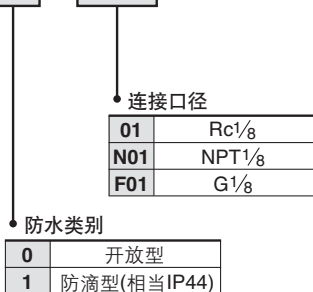 连接口径
01 Rc1/8
N01 NPT1/8
F01 G1/8
防水类别
0 开放型
1 防滴型(相当IP44)